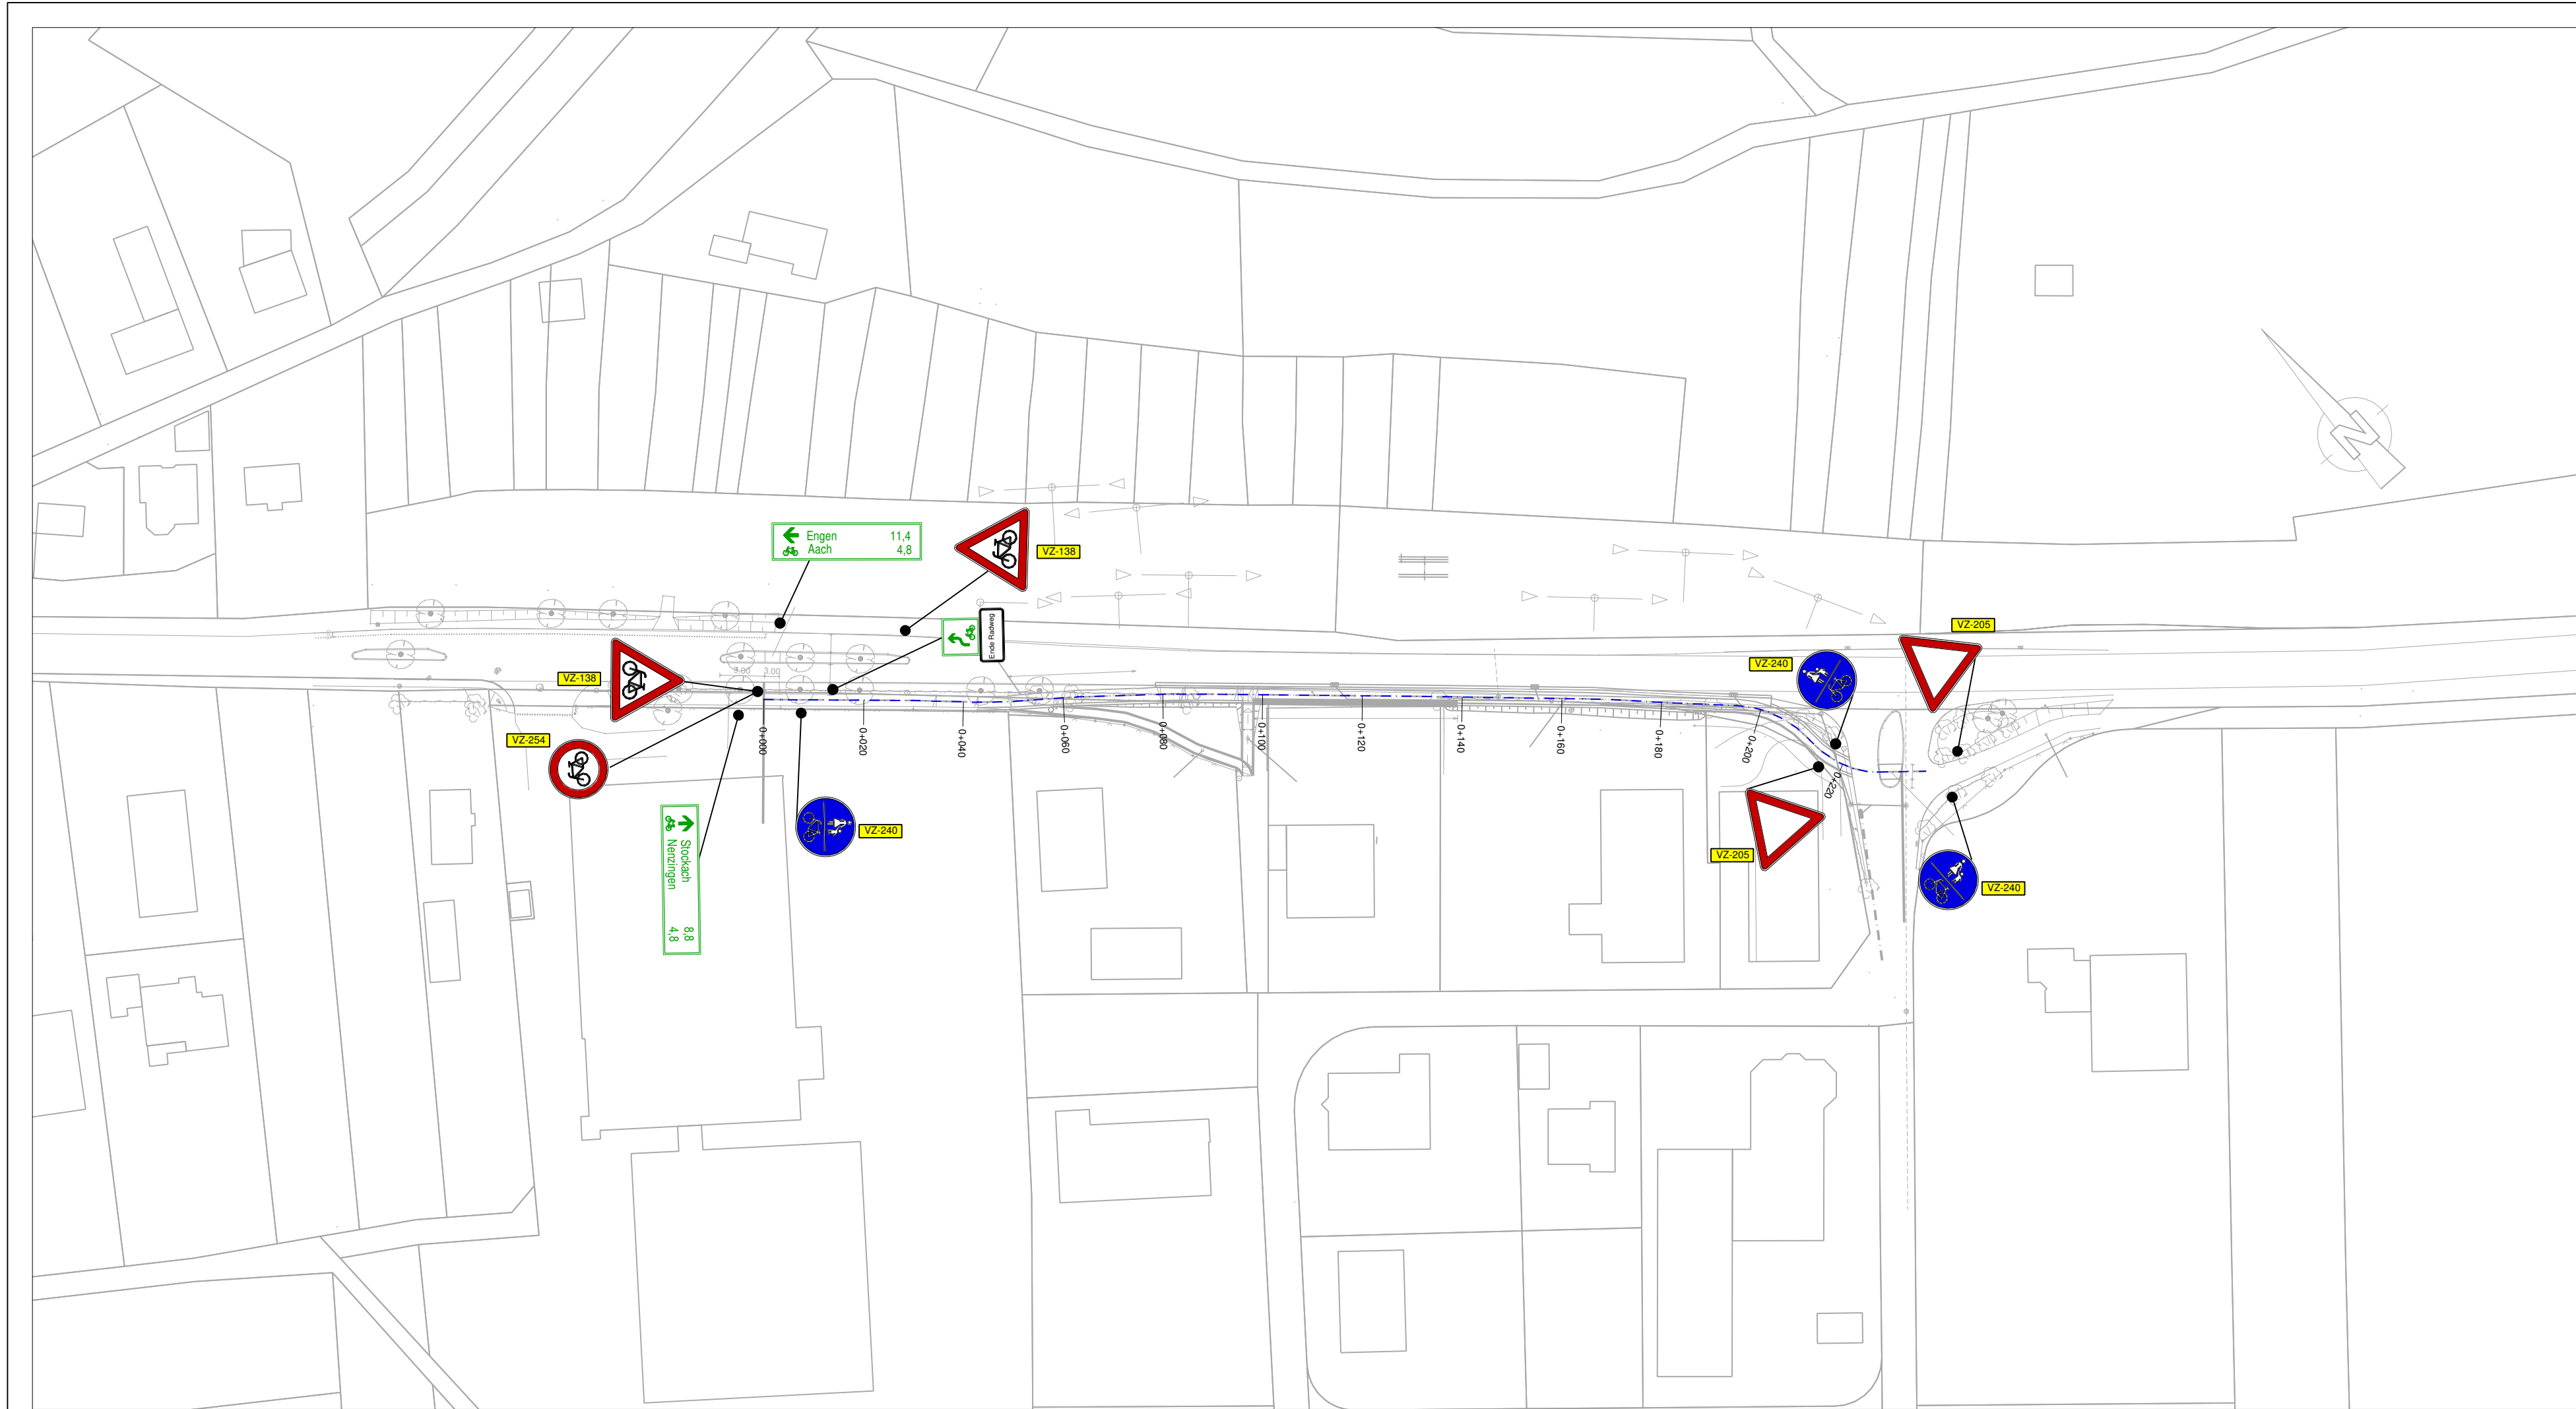 Engen 11,4
Aach 4,8
VZ-138
Ende Radweg
VZ-138
VZ-254
3.00 3.00
Stockach 8,8
Nenzingen 4,8
VZ-240
0+000
0+020
0+040
0+060
0+080
0+100
0+120
0+140
0+160
0+180
0+200
0+220
VZ-240
VZ-205
VZ-205
VZ-240
N